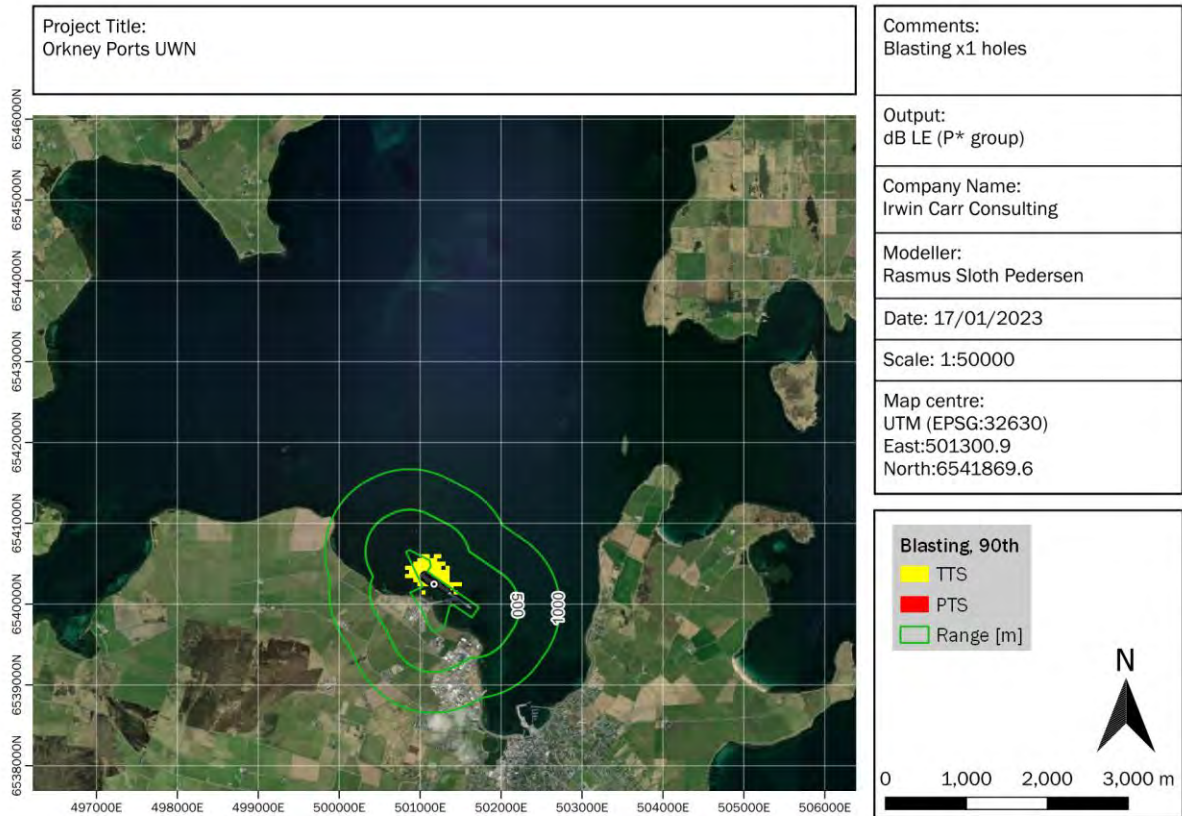 Project Title:
Orkney Ports UWN
Comments:
Blasting x1 holes
Output:
dB LE (P* group)
Company Name:
Irwin Carr Consulting
Modeller:
Rasmus Sloth Pedersen
Date: 17/01/2023
Scale: 1:50000
Map centre:
UTM (EPSG:32630)
East:501300.9
North:6541869.6
6546000N
6545000N
6544000N
6543000N
6542000N
6541000N
6540000N
6539000N
6538000N
500
1000
497000E
498000E
499000E
500000E
501000E
502000E
503000E
504000E
505000E
506000E
Blasting, 90th
TTS
PTS
Range [m]
N
0 1,000 2,000 3,000 m